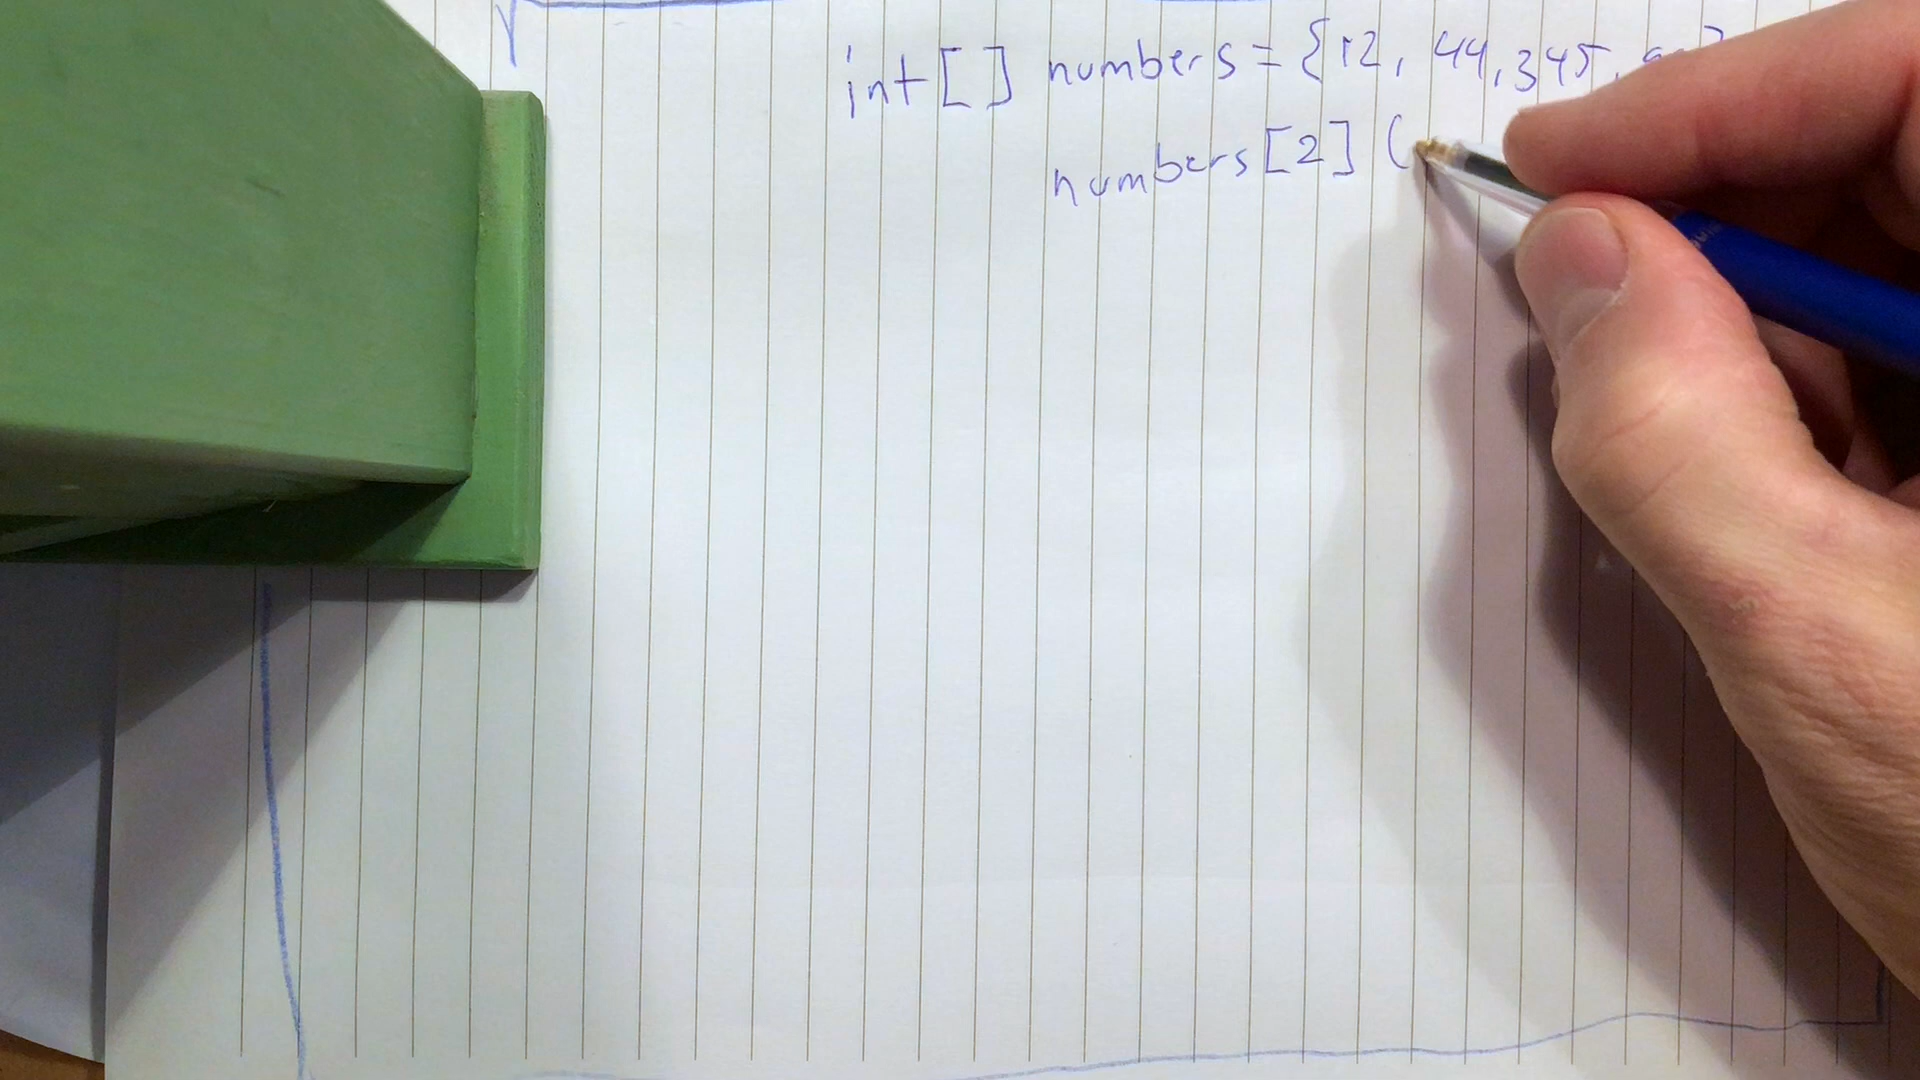 int[] numbers = {12, 44, 345,
numbers[2] (